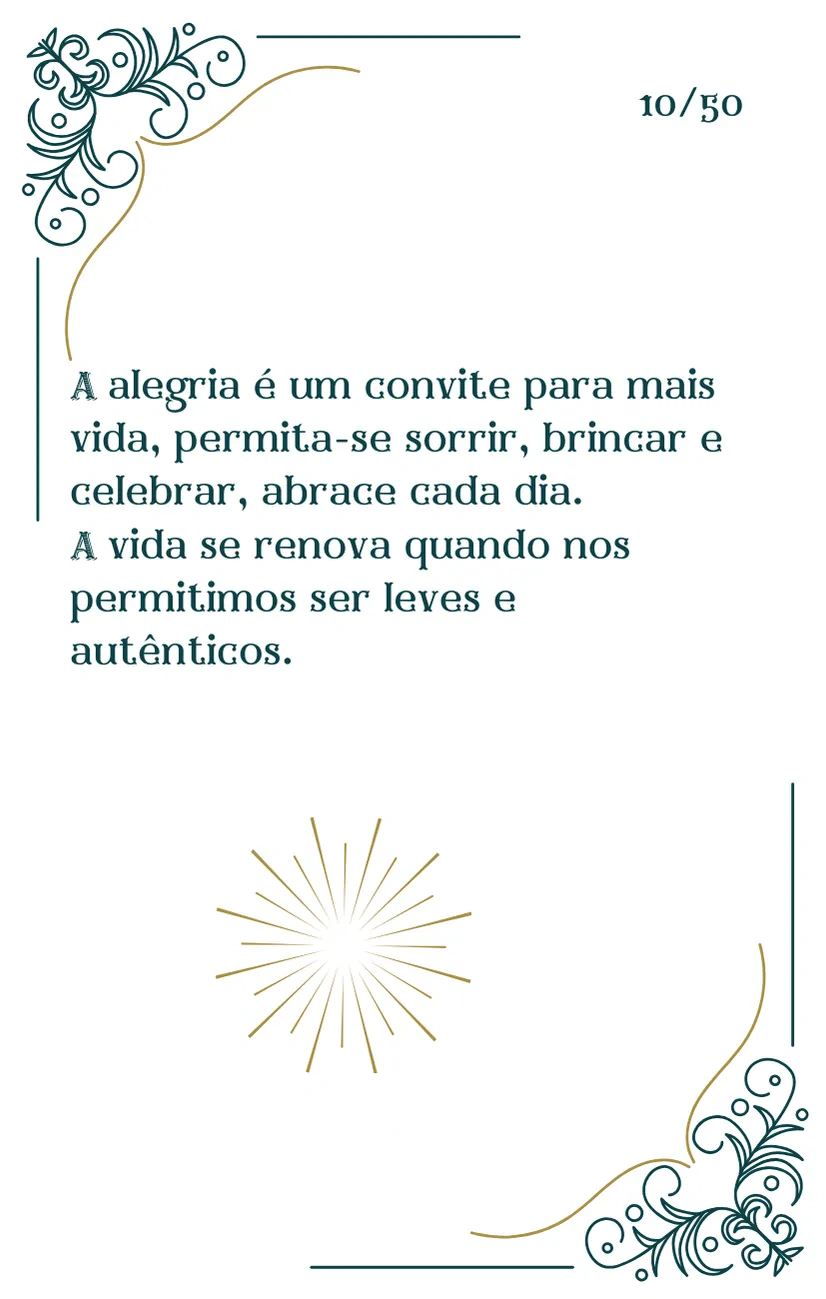 10/50
A alegria é um convite para mais
vida, permita-se sorrir, brincar e
celebrar, abrace cada dia.
A vida se renova quando nos
permitimos ser leves e
autênticos.